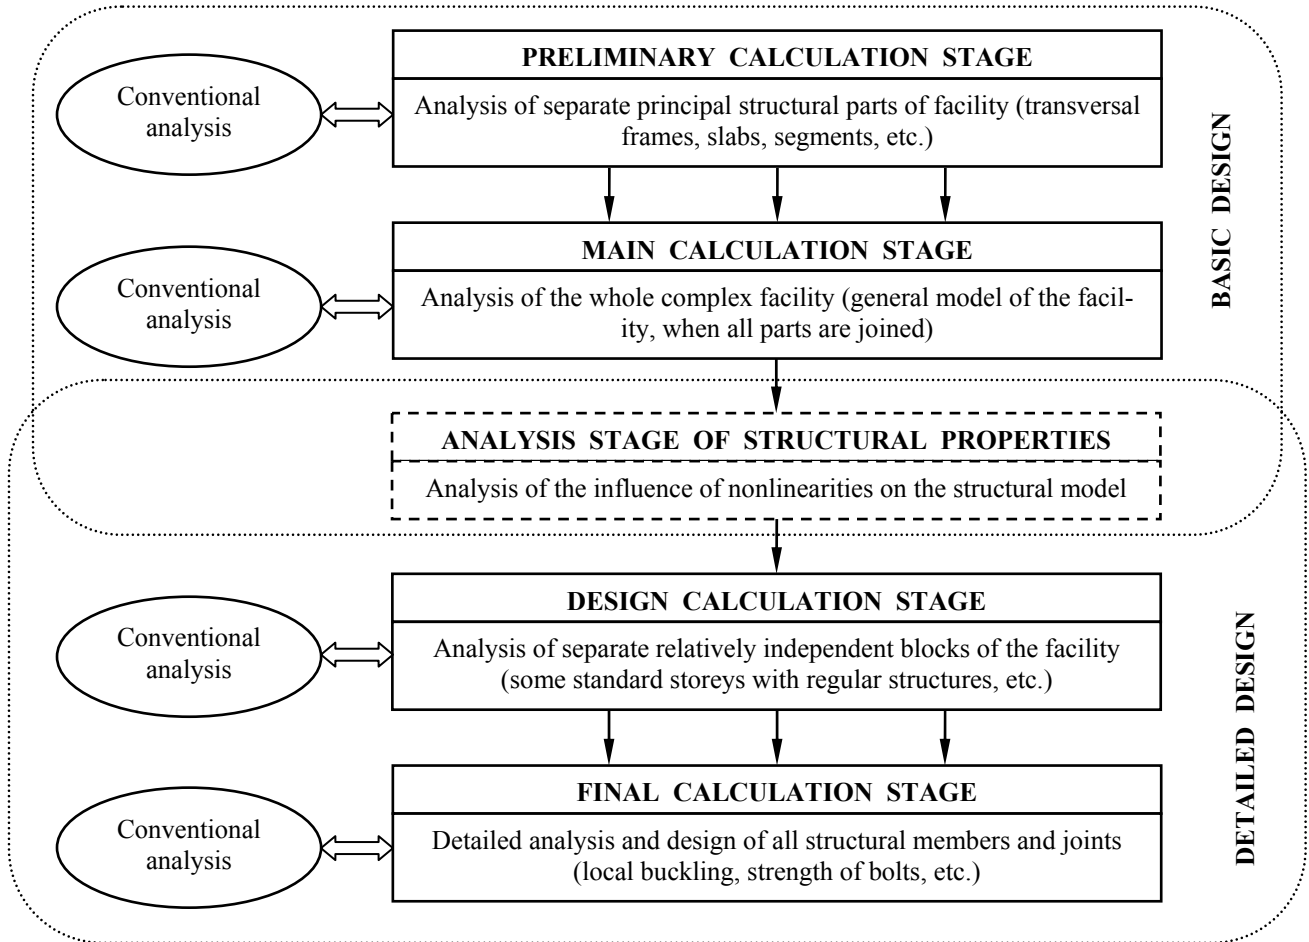 PRELIMINARY CALCULATION STAGE
Conventional
analysis
Analysis of separate principal structural parts of facility (transversal
frames, slabs, segments, etc.)
MAIN CALCULATION STAGE
Conventional
analysis
Analysis of the whole complex facility (general model of the facil-
ity, when all parts are joined)
BASIC DESIGN
ANALYSIS STAGE OF STRUCTURAL PROPERTIES
Analysis of the influence of nonlinearities on the structural model
DESIGN CALCULATION STAGE
Conventional
analysis
Analysis of separate relatively independent blocks of the facility
(some standard storeys with regular structures, etc.)
FINAL CALCULATION STAGE
Conventional
analysis
Detailed analysis and design of all structural members and joints
(local buckling, strength of bolts, etc.)
DETAILED DESIGN